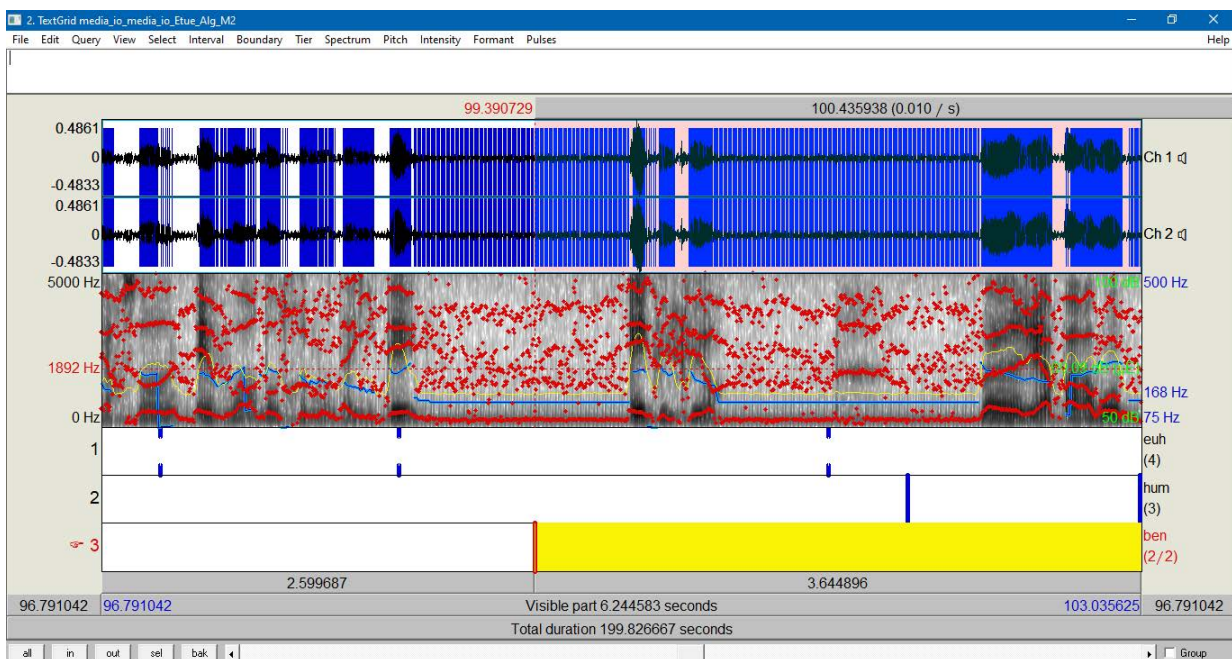 2. TextGrid media_io_media_io_Etue_Alg_M2
File Edit Query View Select Interval Boundary Tier Spectrum Pitch Intensity Formant Pulses Help
99.390729 100.435938 (0.010 / s)
0.4861
0
-0.4833
Ch 1
0.4861
0
-0.4833
Ch 2
5000 Hz 100 dB 500 Hz
1892 Hz
168 Hz
0 Hz 50 dB 75 Hz
1 euh
(4)
2 hum
(3)
3 ben
(2/2)
2.599687 3.644896
96.791042 96.791042 Visible part 6.244583 seconds 103.035625 96.791042
Total duration 199.826667 seconds
all in out sel bak Group